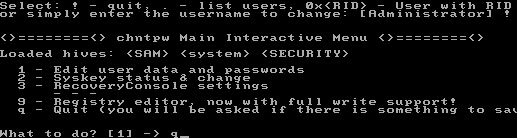 Select: ! - quit, . - list users, 0x<RID> - User with RID
or simply enter the username to change: [Administrator] !
<>========<> chntpw Main Interactive Menu <>========<>
Loaded hives: <SAM> <system> <SECURITY>
1 - Edit user data and passwords
2 - Syskey status & change
3 - RecoveryConsole settings
- - -
9 - Registry editor, now with full write support!
q - Quit (you will be asked if there is something to sav
What to do? [1] -> q_